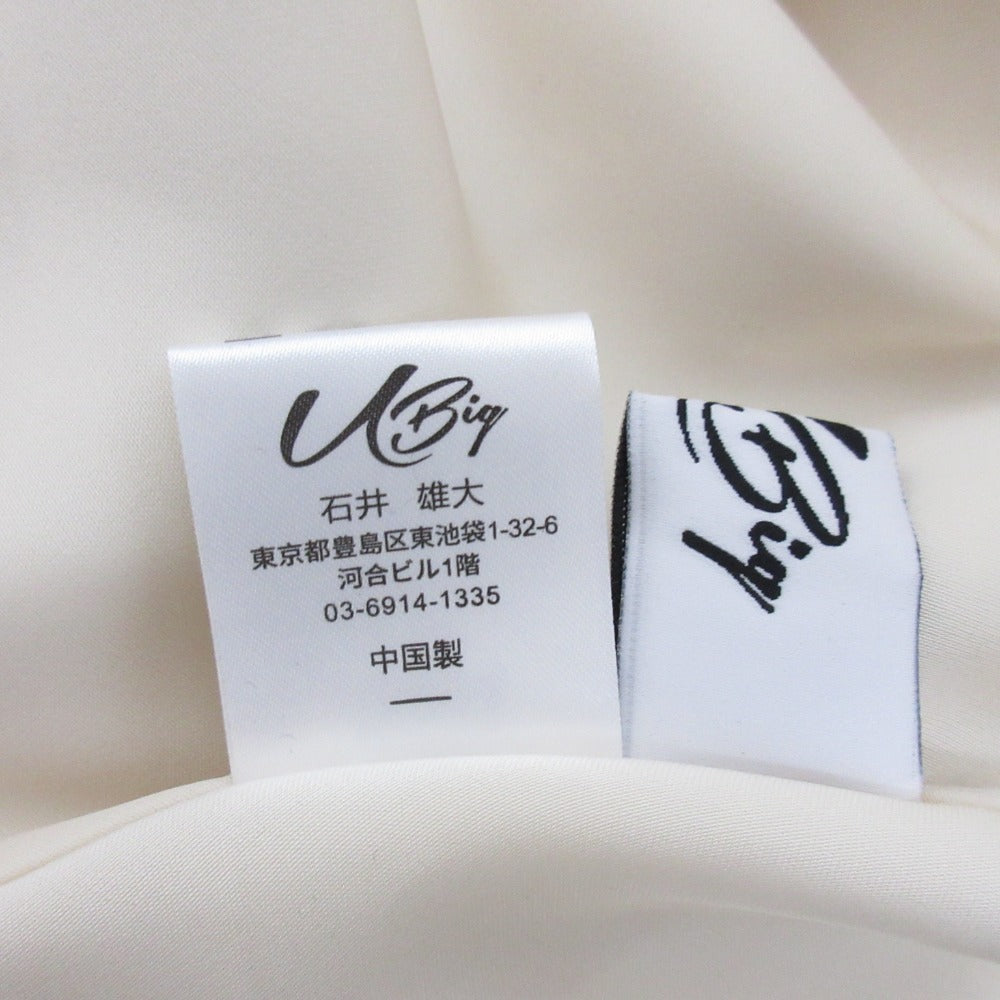 UBig
石井 雄大
東京都豊島区東池袋1-32-6
河合ビル1階
03-6914-1335
中国製
Big